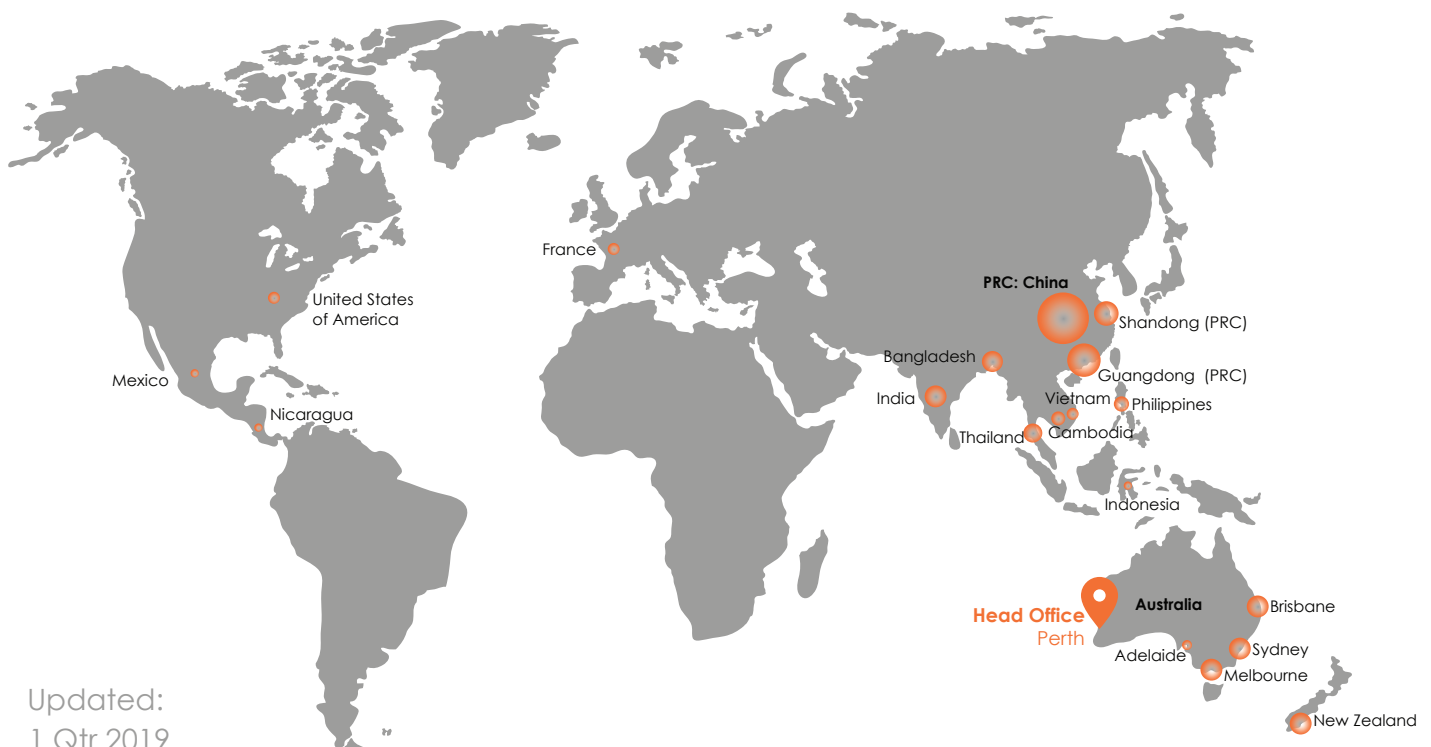 France
PRC: China
United States
of America
Shandong (PRC)
Bangladesh
Guangdong (PRC)
Mexico
India
Vietnam
Philippines
Nicaragua
Thailand
Cambodia
Indonesia
Head Office
Perth
Australia
Brisbane
Adelaide
Sydney
Melbourne
New Zealand
Updated:
1 Qtr 2019